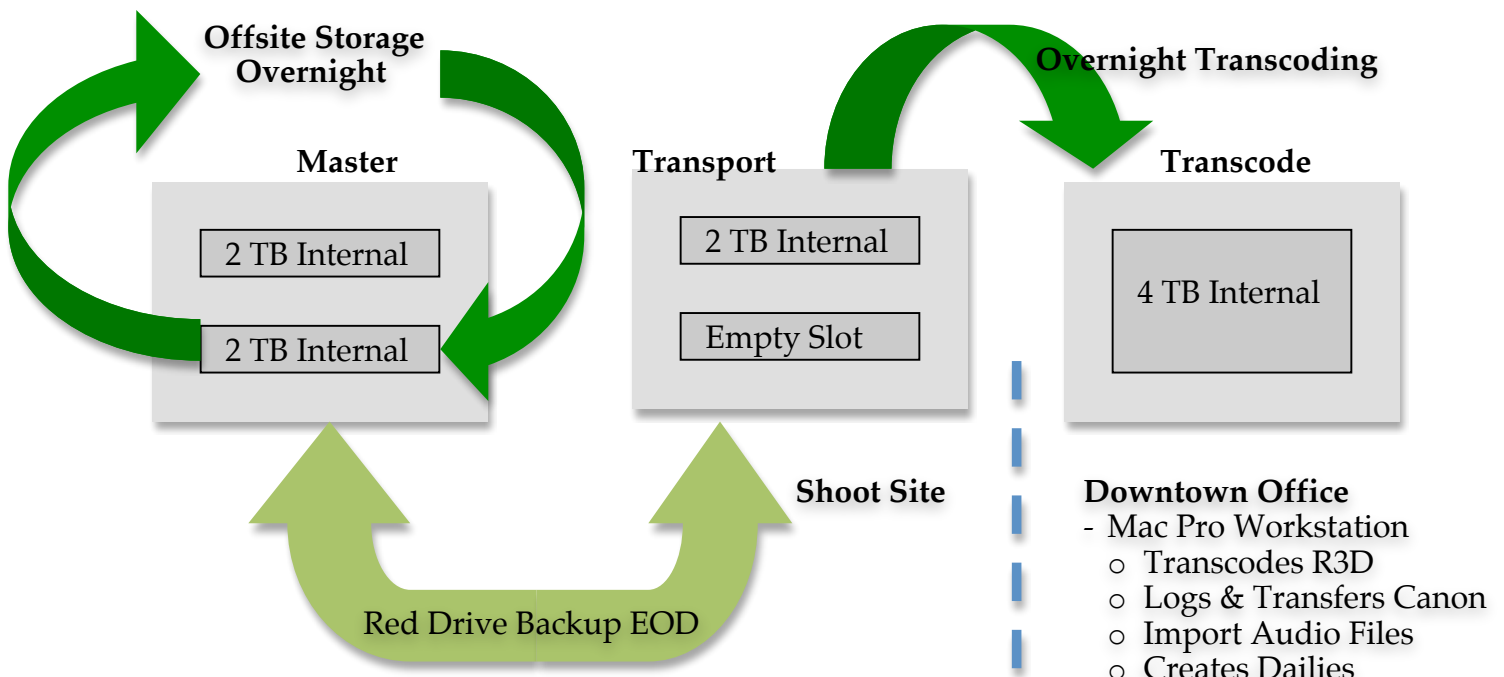 Offsite Storage
Overnight
Overnight Transcoding
Master
Transport
Transcode
2 TB Internal
2 TB Internal
2 TB Internal
Empty Slot
4 TB Internal
Shoot Site
Red Drive Backup EOD
Downtown Office
- Mac Pro Workstation
o Transcodes R3D
o Logs & Transfers Canon
o Import Audio Files
o Creates Dailies